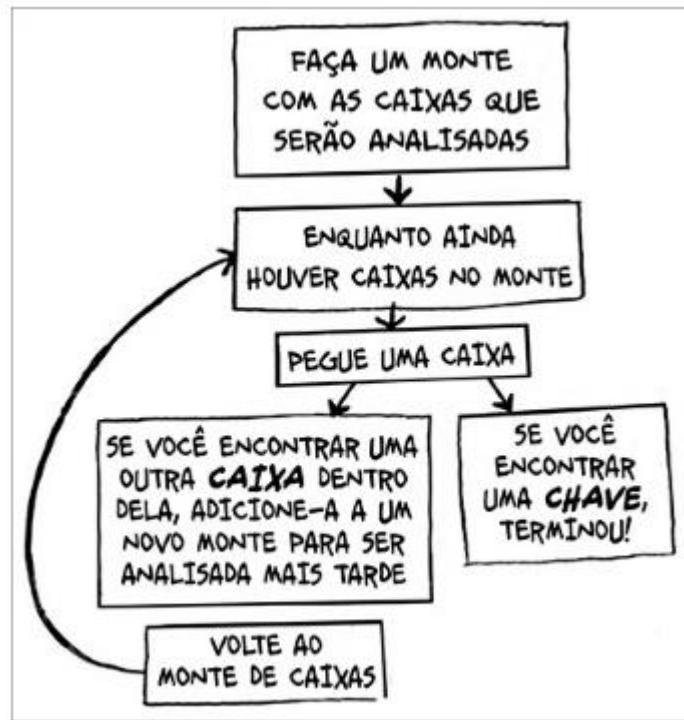 FAÇA UM MONTE
COM AS CAIXAS QUE
SERÃO ANALISADAS
ENQUANTO AINDA
HOUVER CAIXAS NO MONTE
PEGUE UMA CAIXA
SE VOCÊ ENCONTRAR UMA
OUTRA CAIXA DENTRO
DELA, ADICIONE-A A UM
NOVO MONTE PARA SER
ANALISADA MAIS TARDE
SE VOCÊ
ENCONTRAR
UMA CHAVE,
TERMINOU!
VOLTE AO
MONTE DE CAIXAS